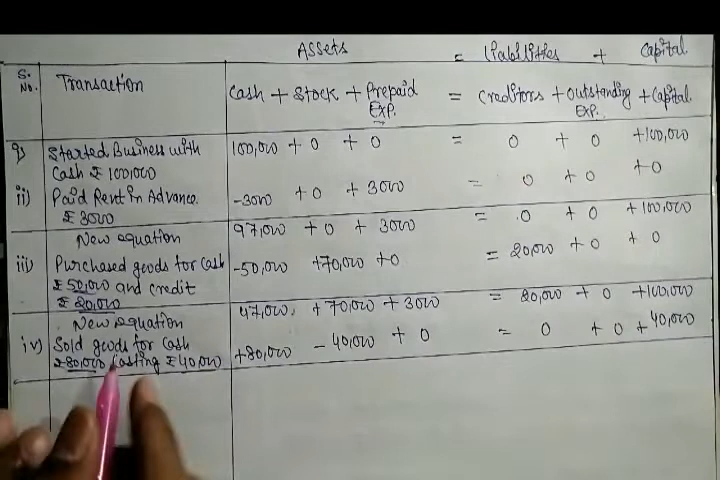 Assets = Liabilities + Capital
S. No. Transaction Cash + Stock + Prepaid Exp. = Creditors + Outstanding Exp. + Capital
i) Started Business with 100,000 + 0 + 0 = 0 + 0 +100,000
Cash ₹ 100,000
ii) Paid Rent in Advance -3000 + 0 + 3000 = 0 + 0 + 0
₹ 3000
New equation 97,000 + 0 + 3000 = 0 + 0 + 100,000
iii) Purchased goods for cash -50,000 +70,000 +0 = 20,000 + 0 + 0
₹ 50,000 and credit
₹ 20,000
New equation 47,000 + 70,000 + 3000 = 20,000 + 0 +100,000
iv) Sold goods for cash +80,000 - 40,000 + 0 = 0 + 0 + 40,000
₹ 80,000 Costing ₹ 40,000